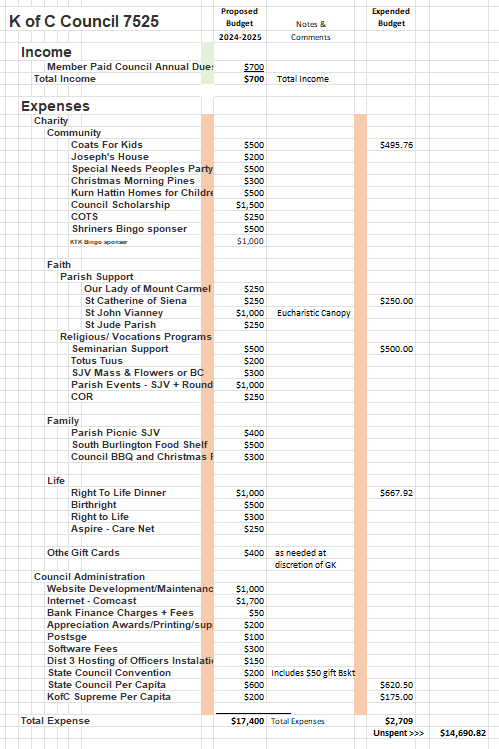 Proposed Expended
K of C Council 7525 Budget Notes & Budget
2024-2025 Comments
Income
Member Paid Council Annual Dues $700
Total Income $700 Total Income
Expenses
Charity
Community
Coats For Kids $500 $495.76
Joseph's House $200
Special Needs Peoples Party $500
Christmas Morning Pines $300
Kurn Hattin Homes for Childre $500
Council Scholarship $1,500
COTS $250
Shriners Bingo sponser $500
KTK Bingo sponser $1,000
Faith
Parish Support
Our Lady of Mount Carmel $250
St Catherine of Siena $250 $250.00
St John Vianney $1,000 Eucharistic Canopy
St Jude Parish $250
Religious/ Vocations Programs
Seminarian Support $500 $500.00
Totus Tuus $200
SJV Mass & Flowers or BC $300
Parish Events - SJV + Round $1,000
COR $250
Family
Parish Picnic SJV $400
South Burlington Food Shelf $500
Council BBQ and Christmas $300
Life
Right To Life Dinner $1,000 $667.92
Birthright $500
Right to Life $300
Aspire - Care Net $250
Othe Gift Cards $400 as needed at
discretion of GK
Council Administration
Website Development/Maintenanc $1,000
Internet - Comcast $1,700
Bank Finance Charges + Fees $50
Appreciation Awards/Printing/sup $200
Postsge $100
Software Fees $300
Dist 3 Hosting of Officers Instalati $150
State Council Convention $200 Includes $50 gift Bskt
State Council Per Capita $600 $620.50
KofC Supreme Per Capita $200 $175.00
Total Expense $17,400 Total Expenses $2,709
Unspent >>> $14,690.82